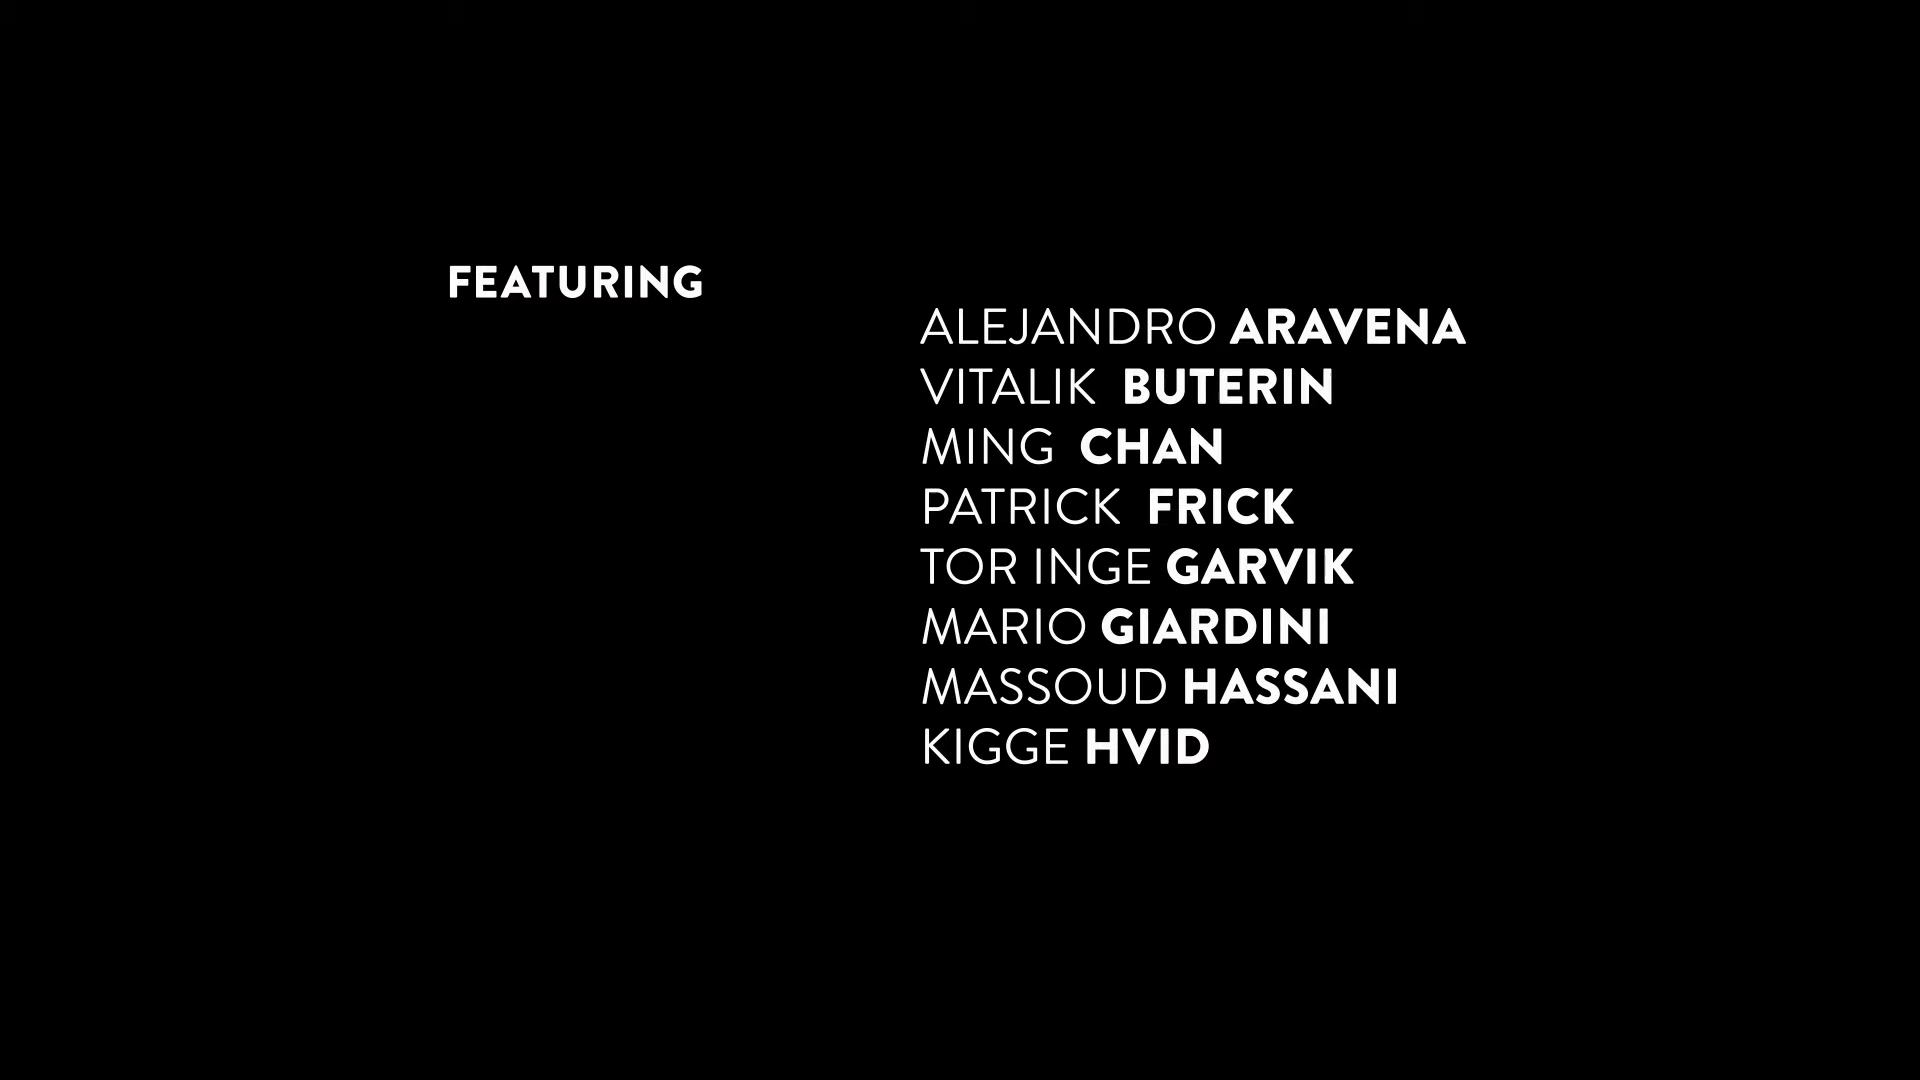 FEATURING
ALEJANDRO ARAVENA
VITALIK BUTERIN
MING CHAN
PATRICK FRICK
TOR INGE GARVIK
MARIO GIARDINI
MASSOUD HASSANI
KIGGE HVID